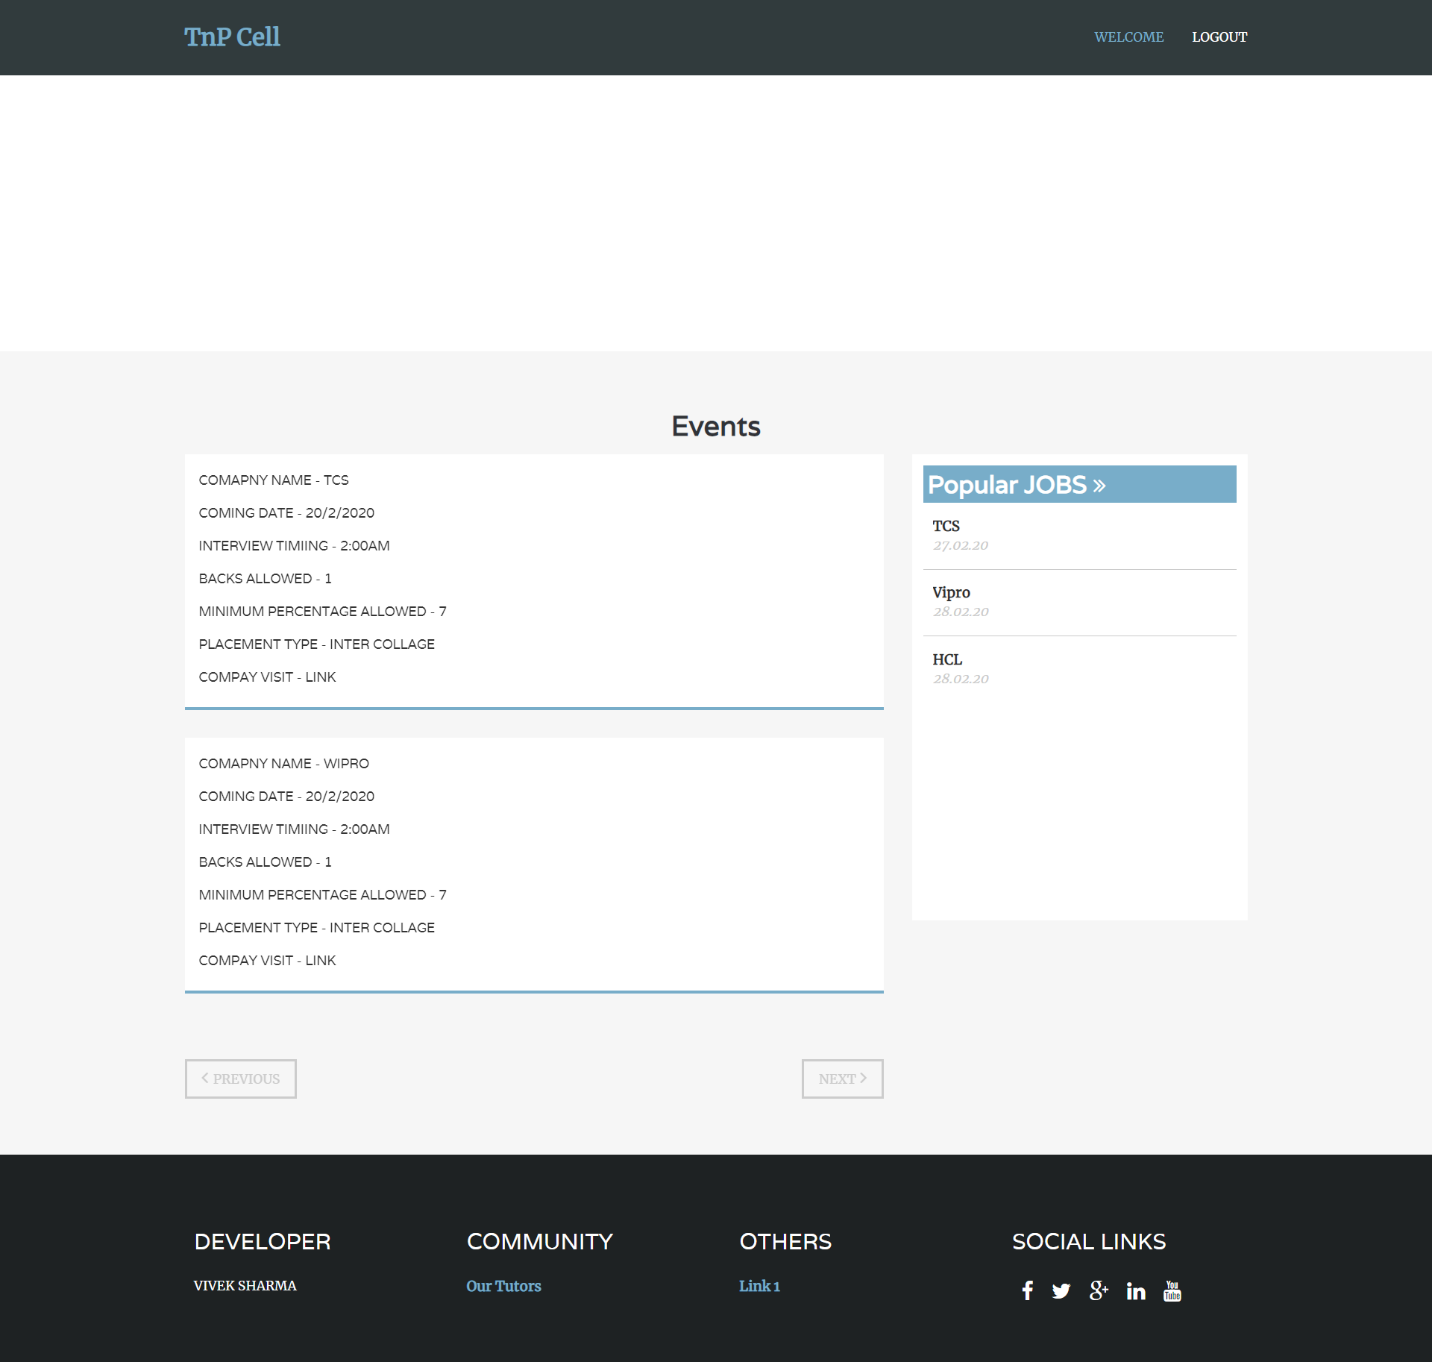 TnP Cell
WELCOME LOGOUT
Events
COMAPNY NAME - TCS
COMING DATE - 20/2/2020
INTERVIEW TIMIING - 2:00AM
BACKS ALLOWED - 1
MINIMUM PERCENTAGE ALLOWED - 7
PLACEMENT TYPE - INTER COLLAGE
COMPAY VISIT - LINK
COMAPNY NAME - WIPRO
COMING DATE - 20/2/2020
INTERVIEW TIMIING - 2:00AM
BACKS ALLOWED - 1
MINIMUM PERCENTAGE ALLOWED - 7
PLACEMENT TYPE - INTER COLLAGE
COMPAY VISIT - LINK
PREVIOUS
NEXT
Popular JOBS »
TCS
27.02.20
Vipro
28.02.20
HCL
28.02.20
DEVELOPER
VIVEK SHARMA
COMMUNITY
Our Tutors
OTHERS
Link 1
SOCIAL LINKS
You
Tube